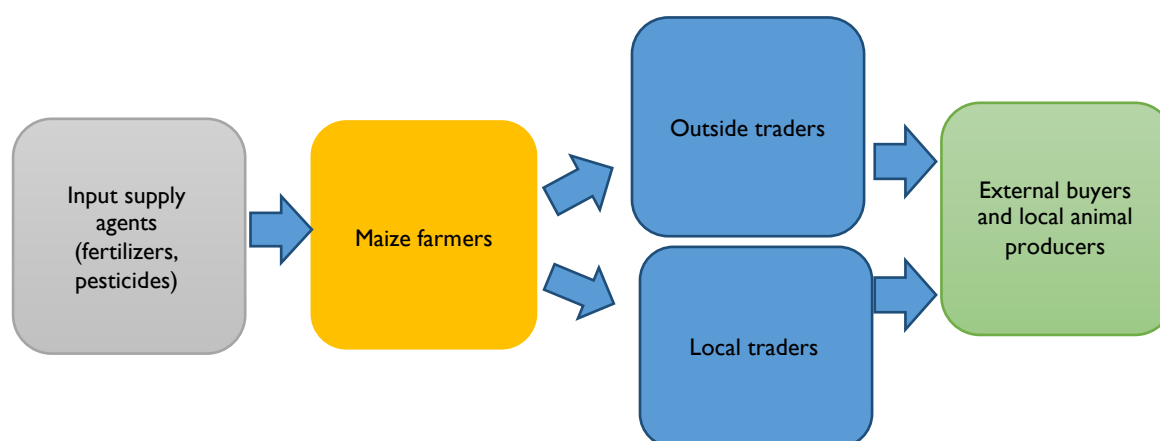 Input supply
agents
(fertilizers,
pesticides)
Maize farmers
Outside traders
Local traders
External buyers
and local animal
producers